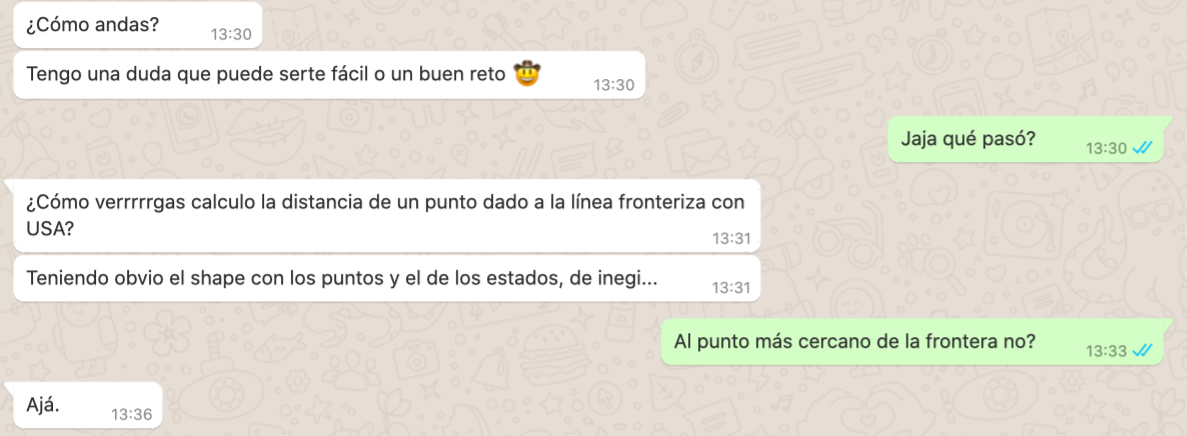 ¿Cómo andas?
13:30
Tengo una duda que puede serte fácil o un buen reto 🤠
13:30
Jaja qué pasó?
13:30
¿Cómo verrrrrgas calculo la distancia de un punto dado a la línea fronteriza con
USA?
13:31
Teniendo obvio el shape con los puntos y el de los estados, de inegi...
13:31
Al punto más cercano de la frontera no?
13:33
Ajá.
13:36